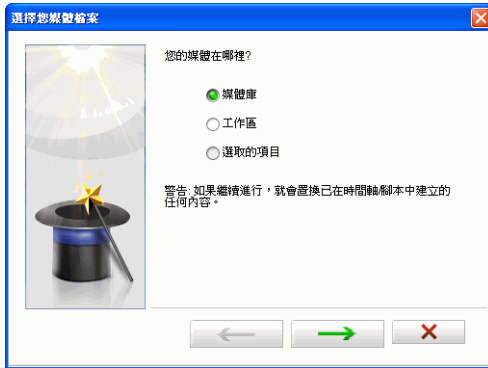 選擇您媒體檔案
您的媒體在哪裡?
媒體庫
工作區
選取的項目
警告: 如果繼續進行，就會置換已在時間軸/腳本中建立的
任何內容。